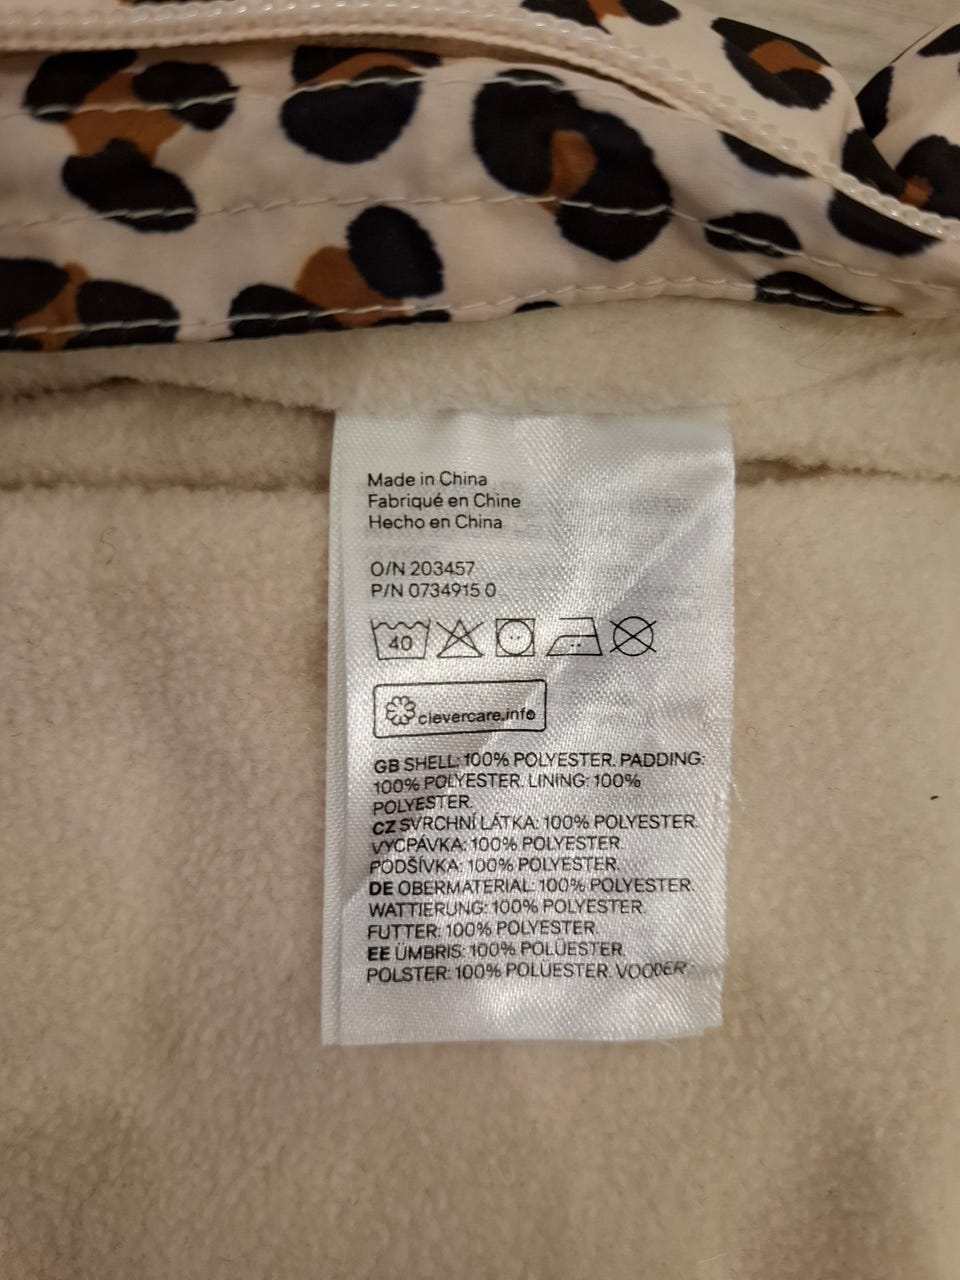 Made in China
Fabriqué en Chine
Hecho en China
O/N 203457
P/N 0734915 0
40
clevercare.info
GB SHELL: 100% POLYESTER. PADDING:
100% POLYESTER. LINING: 100%
POLYESTER.
CZ SVRCHNÍ LÁTKA: 100% POLYESTER.
VYCPÁVKA: 100% POLYESTER.
PODŠÍVKA: 100% POLYESTER.
DE OBERMATERIAL: 100% POLYESTER.
WATTIERUNG: 100% POLYESTER.
FUTTER: 100% POLYESTER.
EE ÜMBRIS: 100% POLÜESTER.
POLSTER: 100% POLÜESTER. VOODER: